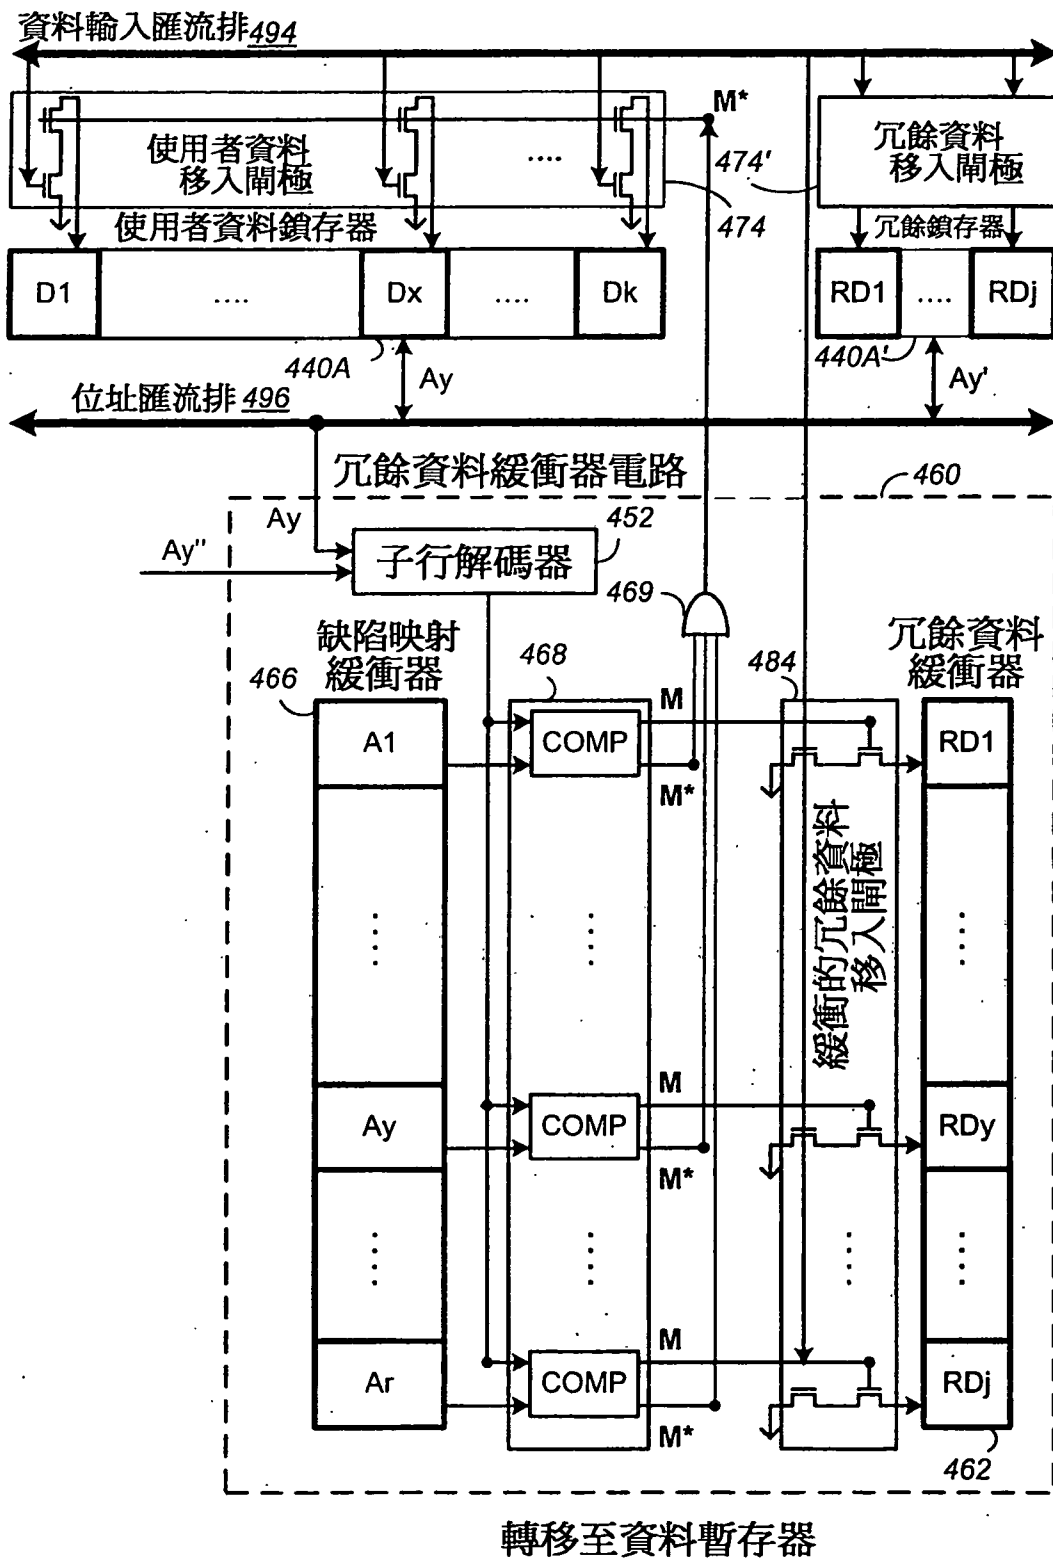 資料輸入匯流排494
M*
使用者資料
移入閘極
....
冗餘資料
移入閘極
474'
474
使用者資料鎖存器
冗餘鎖存器
D1
....
Dx
....
Dk
RD1
....
RDj
440A
Ay
440A'
Ay'
位址匯流排 496
冗餘資料緩衝器電路
460
Ay
Ay"
452
子行解碼器
469
缺陷映射
緩衝器
466
468
484
冗餘資料
緩衝器
A1
COMP
M
M*
RD1
緩衝的冗餘資料
移入閘極
....
....
....
Ay
COMP
M
M*
RDy
....
....
....
....
Ar
COMP
M
M*
RDj
462
轉移至資料暫存器